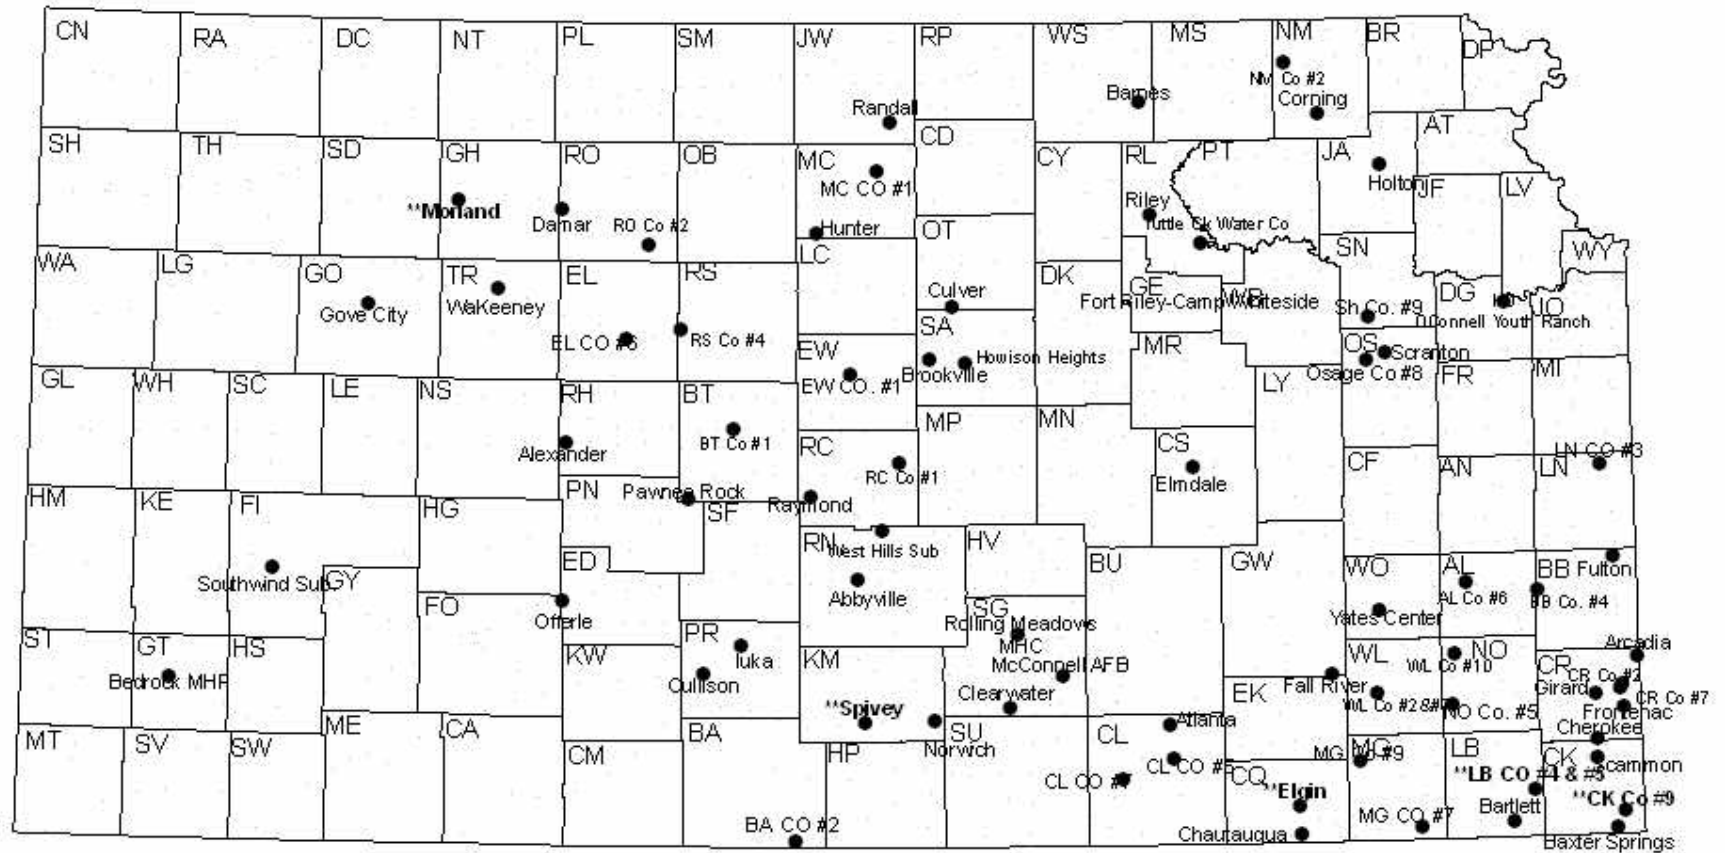 CN RA DC NT PL SM JW RP WS MS NM BR DP
NM Co #2
Barnes Corning
Randall
SH TH SD GH RO OB MC CD CY RL PT JA AT
MC CO #1 Holton JF LV
**Morland Damar RO Co #2 Hunter Riley
Tuttle Ck Water Co
WA LG GO TR EL RS LC OT DK GE WB SN DG WY JO
Gove City WaKeeney Culver Fort Riley-Camp Whiteside Sh Co. #9
O'Connell Youth Ranch
EL CO #6 RS Co #4 EW SA MR OS Scranton
Howison Heights
EW CO. #1 Brookville Osage Co #8
GL WH SC LE NS RH BT MP MN LY FR MI
BT Co #1 RC CS
Alexander RC Co #1 Elmdale CF AN LN LN CO #3
HM KE FI HG PN Pawnee Rock SF Raymond
RN West Hills Sub HV
Southwind Sub. GY ED BU GW WO AL BB Fulton
Abbyville AL Co #6 BB Co. #4
FO Offerle SG Yates Center
Rolling Meadows
MHC
ST GT HS PR KW Iuka KM McConnell AFB WL WL Co #10 NO CR Arcadia
Bedrock MHP Cullison Clearwater EK Fall River Girard CR Co #2
WL Co #2&#7 NO Co. #5 CR Co #7
Frontenac
**Spivey Norwich Atlanta Cherokee
MT SV SW ME CA CM BA HP SU CL CQ MG LB CK
MG Co #9 Scammon
CL CO #5 **LB CO #4 & #5
**Elgin **CK Co #9
MG CO #7 Bartlett
BA CO #2 Chautauqua Baxter Springs